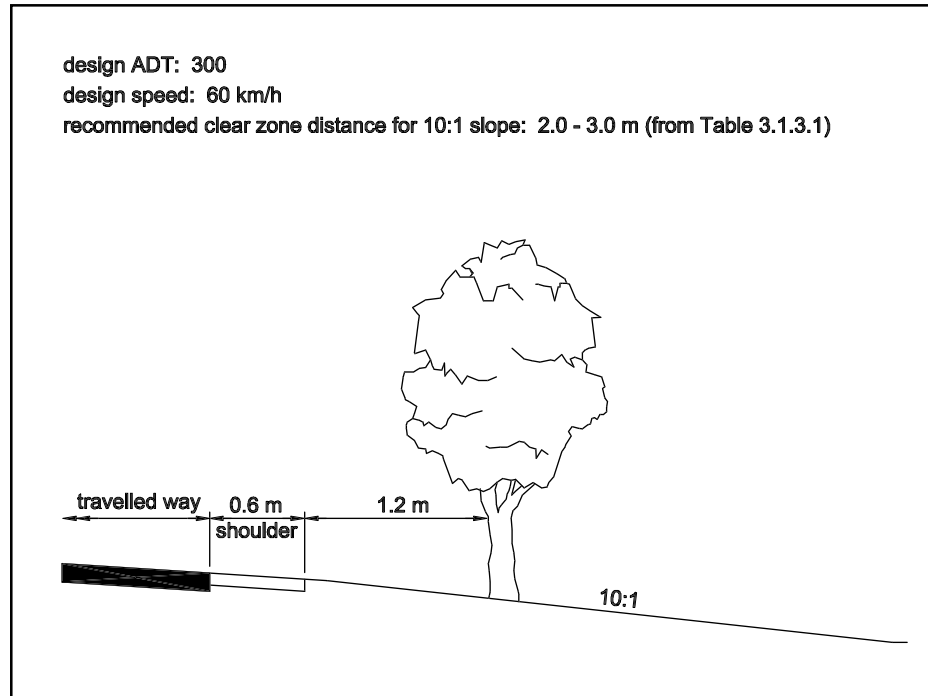 design ADT: 300
design speed: 60 km/h
recommended clear zone distance for 10:1 slope: 2.0 - 3.0 m (from Table 3.1.3.1)
travelled way
0.6 m
shoulder
1.2 m
10:1